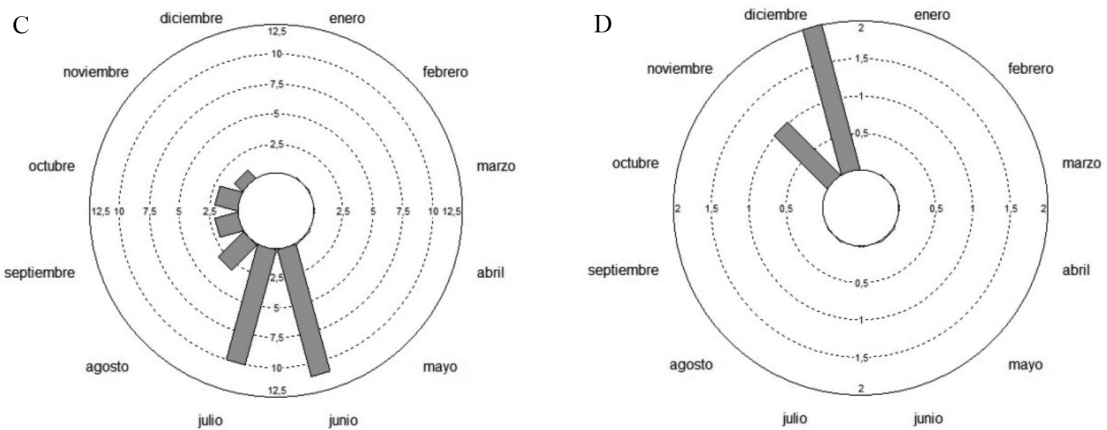 C
diciembre
enero
noviembre
febrero
octubre
marzo
septiembre
abril
agosto
mayo
julio
junio
12,5
10
7,5
5
2,5
12,5 10 7,5 5 2,5
2,5 5 7,5 10 12,5
2,5
5
7,5
10
12,5
D
diciembre
enero
noviembre
febrero
octubre
marzo
septiembre
abril
agosto
mayo
julio
junio
2
1,5
1
0,5
2 1,5 1 0,5
0,5 1 1,5 2
0,5
1
1,5
2